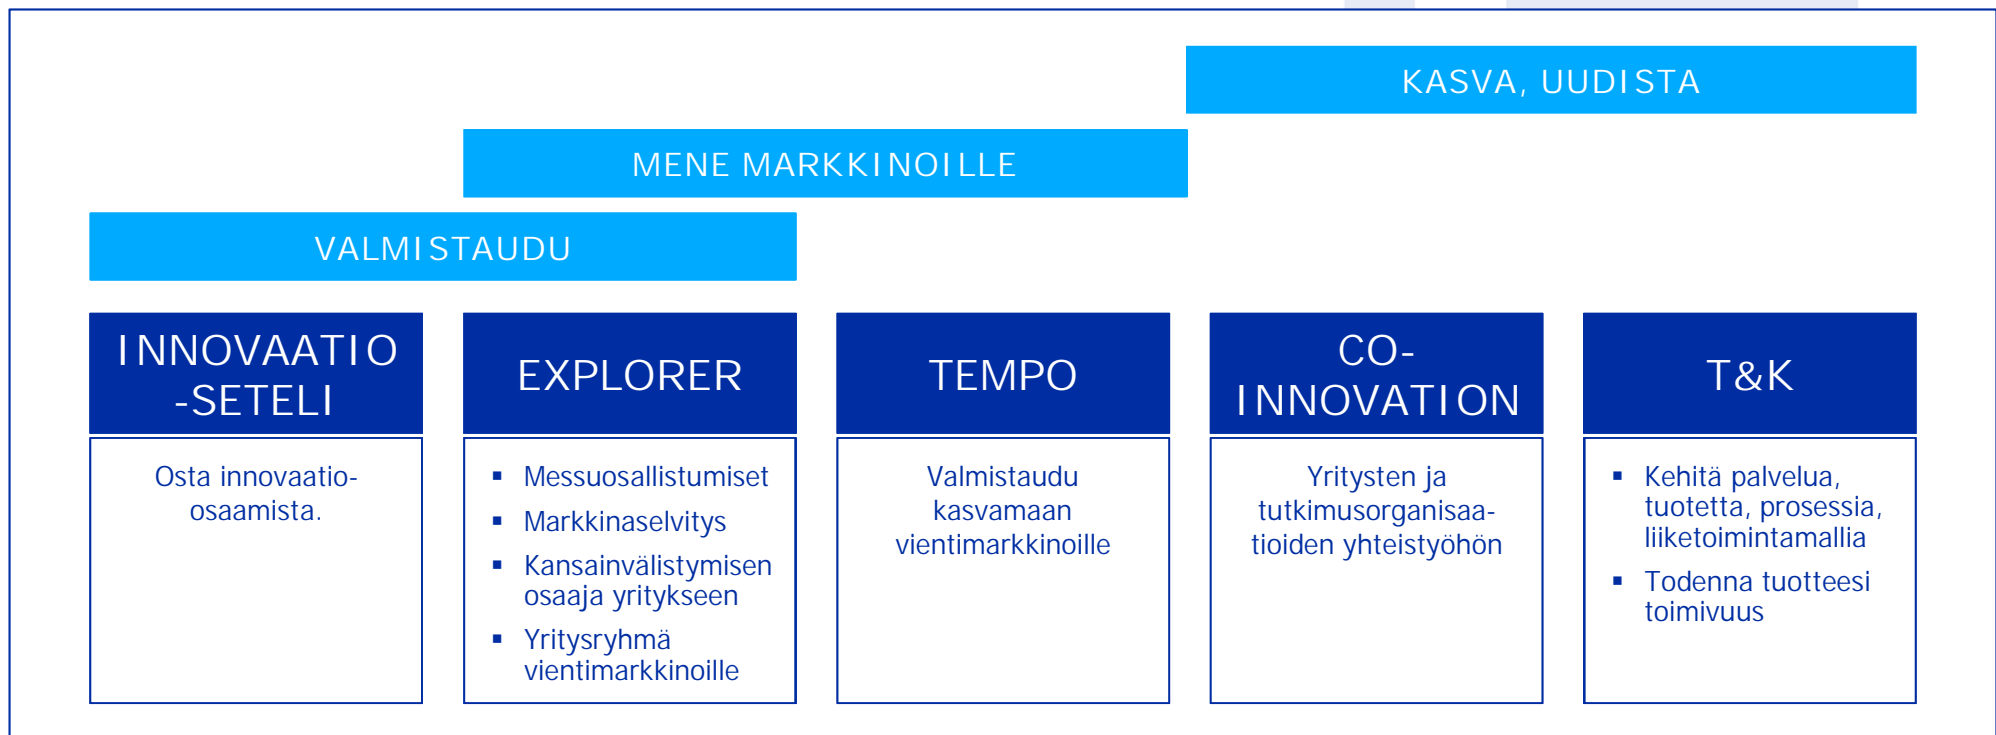 KASVA, UUDISTA
MENE MARKKINOILLE
VALMISTAUDU
INNOVAATIO
-SETELI
Osta innovaatio-
osaamista.
EXPLORER
▪ Messuosallistumiset
▪ Markkinaselvitys
▪ Kansainvälistymisen
osaaja yritykseen
▪ Yritysryhmä
vientimarkkinoille
TEMPO
Valmistaudu
kasvamaan
vientimarkkinoille
CO-
INNOVATION
Yritysten ja
tutkimusorganisaa-
tioiden yhteistyöhön
T&K
▪ Kehitä palvelua,
tuotetta, prosessia,
liiketoimintamallia
▪ Todenna tuotteesi
toimivuus